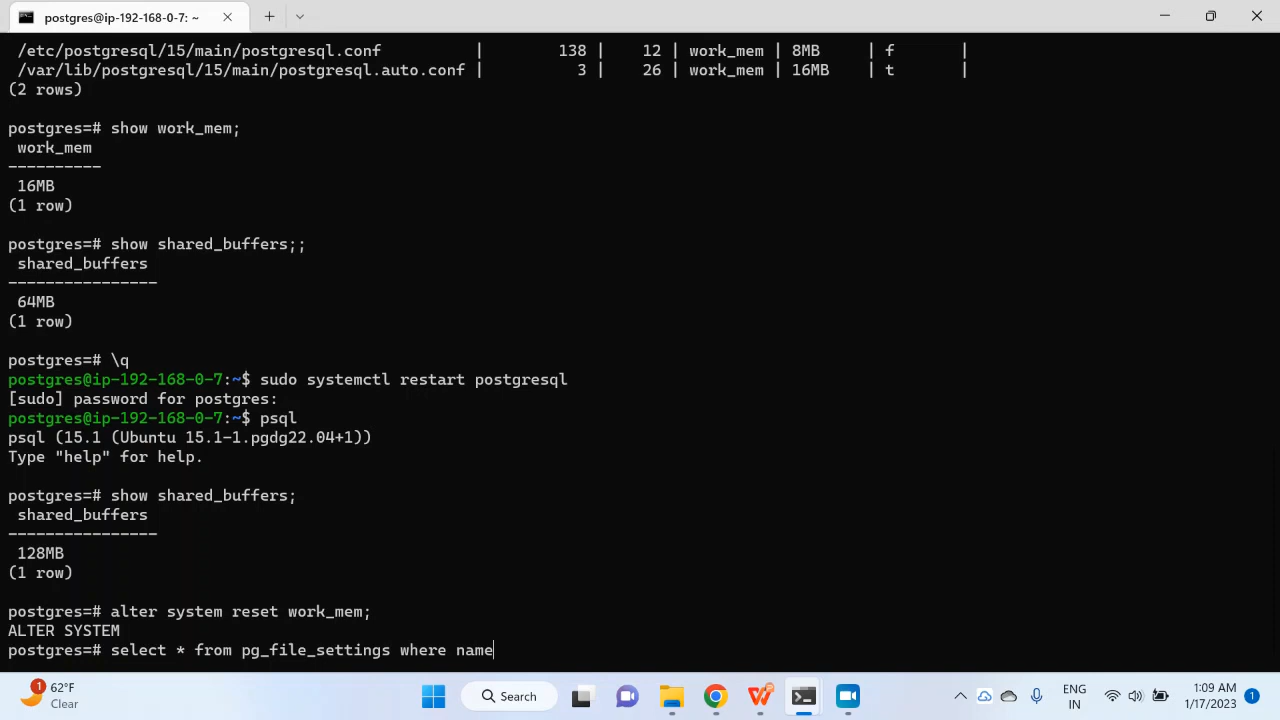 postgres@ip-192-168-0-7: ~
/etc/postgresql/15/main/postgresql.conf | 138 | 12 | work_mem | 8MB | f |
/var/lib/postgresql/15/main/postgresql.auto.conf | 3 | 26 | work_mem | 16MB | t |
(2 rows)
postgres=# show work_mem;
work_mem
----------
16MB
(1 row)
postgres=# show shared_buffers;;
shared_buffers
----------------
64MB
(1 row)
postgres=# \q
postgres@ip-192-168-0-7:~$ sudo systemctl restart postgresql
[sudo] password for postgres:
postgres@ip-192-168-0-7:~$ psql
psql (15.1 (Ubuntu 15.1-1.pgdg22.04+1))
Type "help" for help.
postgres=# show shared_buffers;
shared_buffers
----------------
128MB
(1 row)
postgres=# alter system reset work_mem;
ALTER SYSTEM
postgres=# select * from pg_file_settings where name
1
62°F
Clear
Search
ENG
IN
1:09 AM
1/17/2023
1